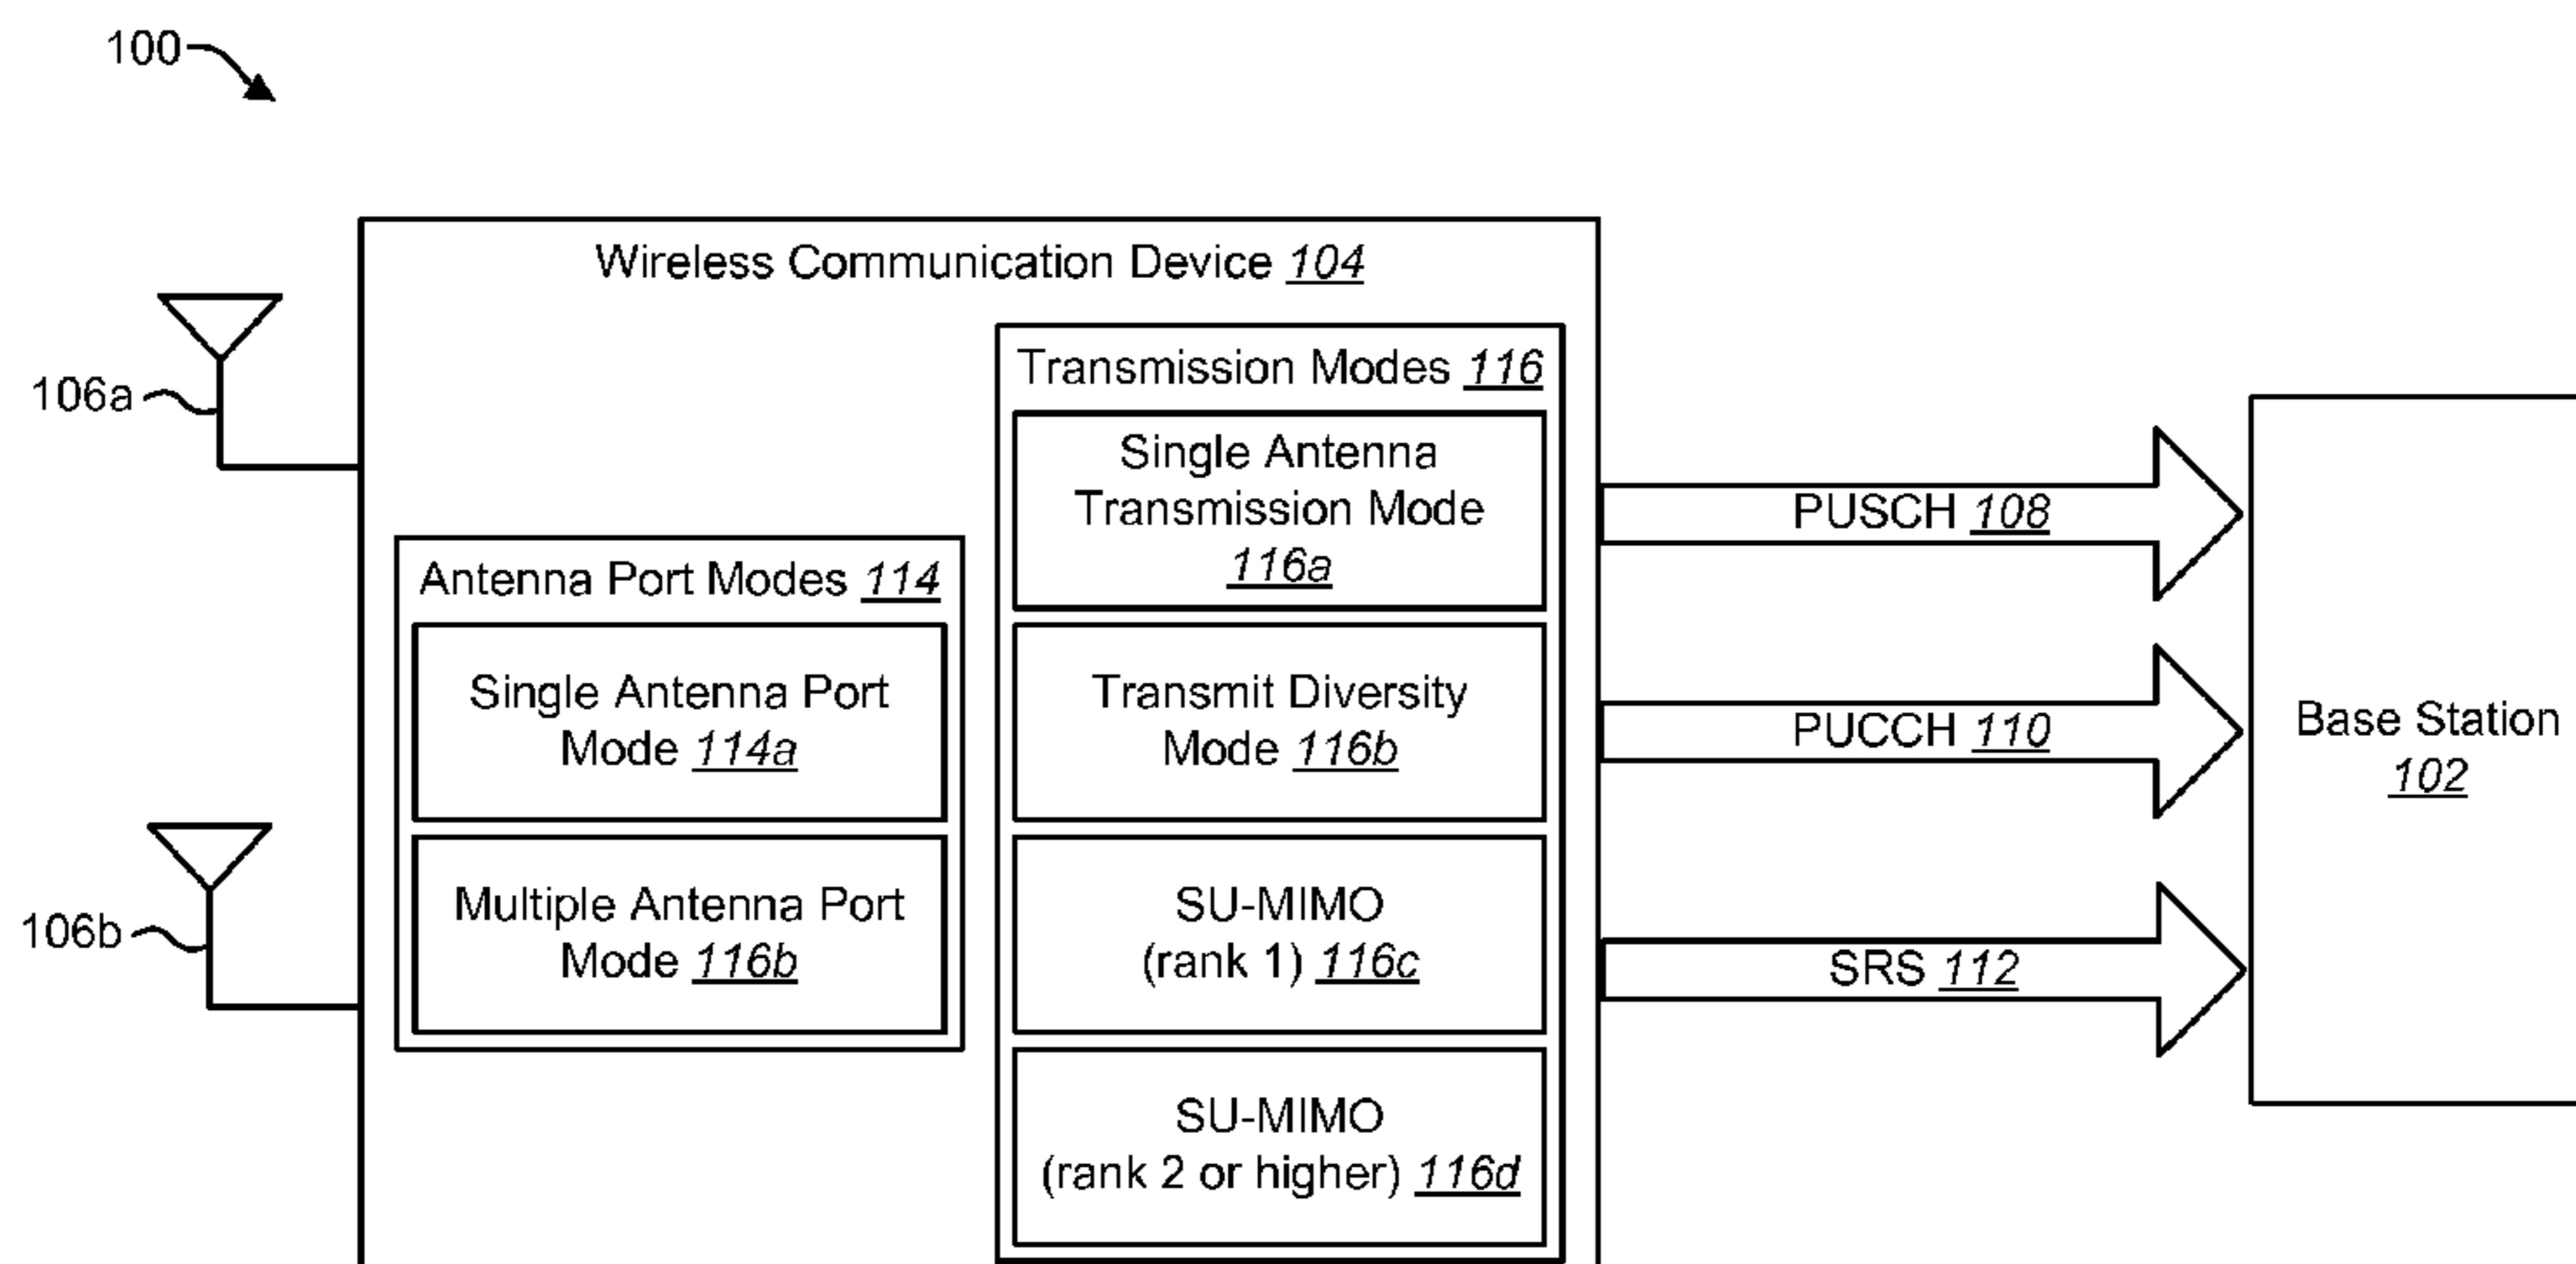 100
Wireless Communication Device 104
106a
Antenna Port Modes 114
Single Antenna Port
Mode 114a
Multiple Antenna Port
Mode 116b
106b
Transmission Modes 116
Single Antenna
Transmission Mode
116a
Transmit Diversity
Mode 116b
SU-MIMO
(rank 1) 116c
SU-MIMO
(rank 2 or higher) 116d
PUSCH 108
PUCCH 110
SRS 112
Base Station
102